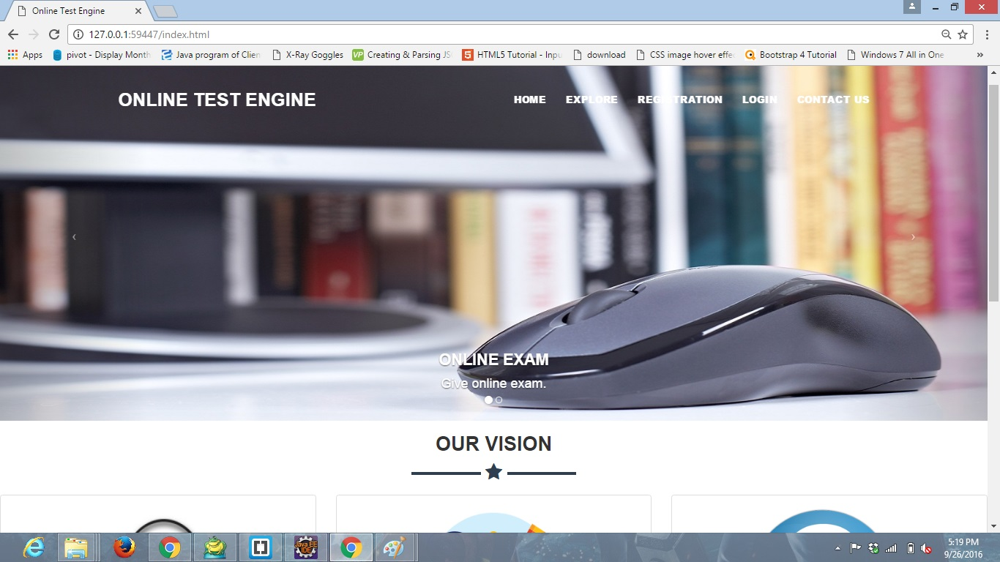 Online Test Engine
127.0.0.1:59447/index.html
Apps pivot - Display Month Java program of Clien X-Ray Goggles Creating & Parsing JS HTML5 Tutorial - Inpu download CSS image hover effe Bootstrap 4 Tutorial Windows 7 All in One
ONLINE TEST ENGINE HOME EXPLORE REGISTRATION LOGIN CONTACT US
ONLINE EXAM
Give online exam.
OUR VISION
Java EE
IDE
5:19 PM
9/26/2016